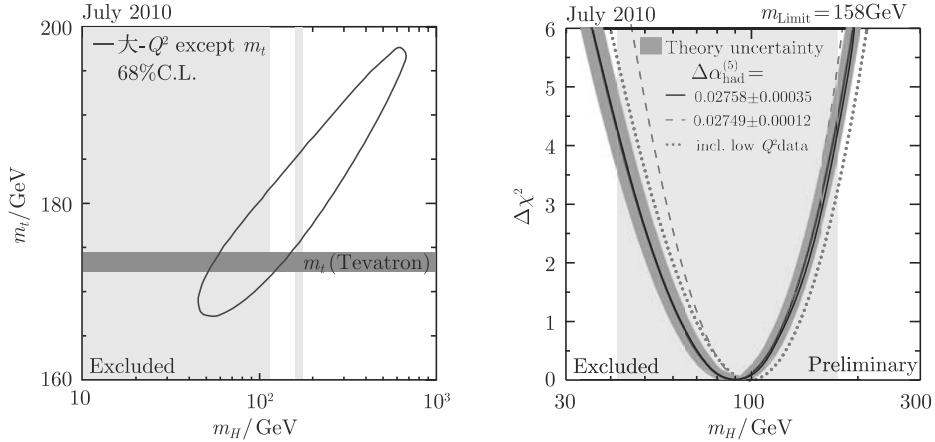 July 2010
200
大-Q² except mₜ
68%C.L.
180
160
mₜ/GeV
mₜ(Tevatron)
Excluded
10
10²
10³
m_H/GeV
July 2010
m_Limit=158GeV
6
5
4
3
2
1
0
Δχ²
Theory uncertainty
Δα_had^(5)=
0.02758±0.00035
0.02749±0.00012
incl. low Q²data
Excluded
Preliminary
30
100
300
m_H/GeV